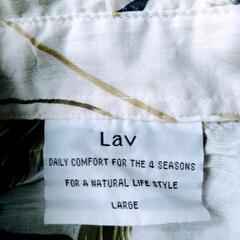 Lav
DAILY COMFORT FOR THE 4 SEASONS
FOR A NATURAL LIFE STYLE
LARGE